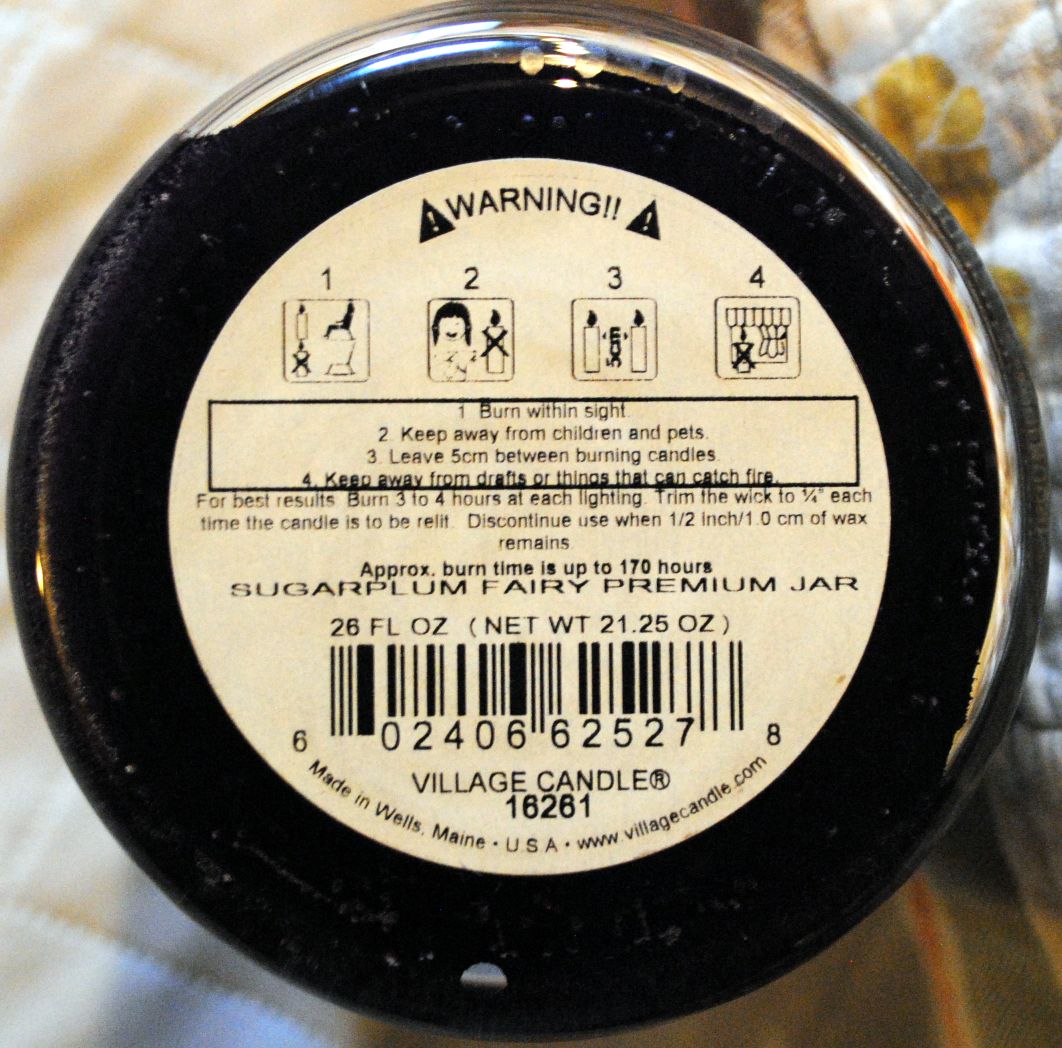 WARNING!!
1 2 3 4
5cm
1 Burn within sight.
2. Keep away from children and pets.
3. Leave 5cm between burning candles.
4. Keep away from drafts or things that can catch fire.
For best results Burn 3 to 4 hours at each lighting. Trim the wick to ¼" each
time the candle is to be relit. Discontinue use when 1/2 inch/1.0 cm of wax
remains.
Approx. burn time is up to 170 hours
SUGARPLUM FAIRY PREMIUM JAR
26 FL OZ (NET WT 21.25 OZ)
6 02406 62527 8
VILLAGE CANDLE®
16261
Made in Wells, Maine • U.S A • www.villagecandle.com